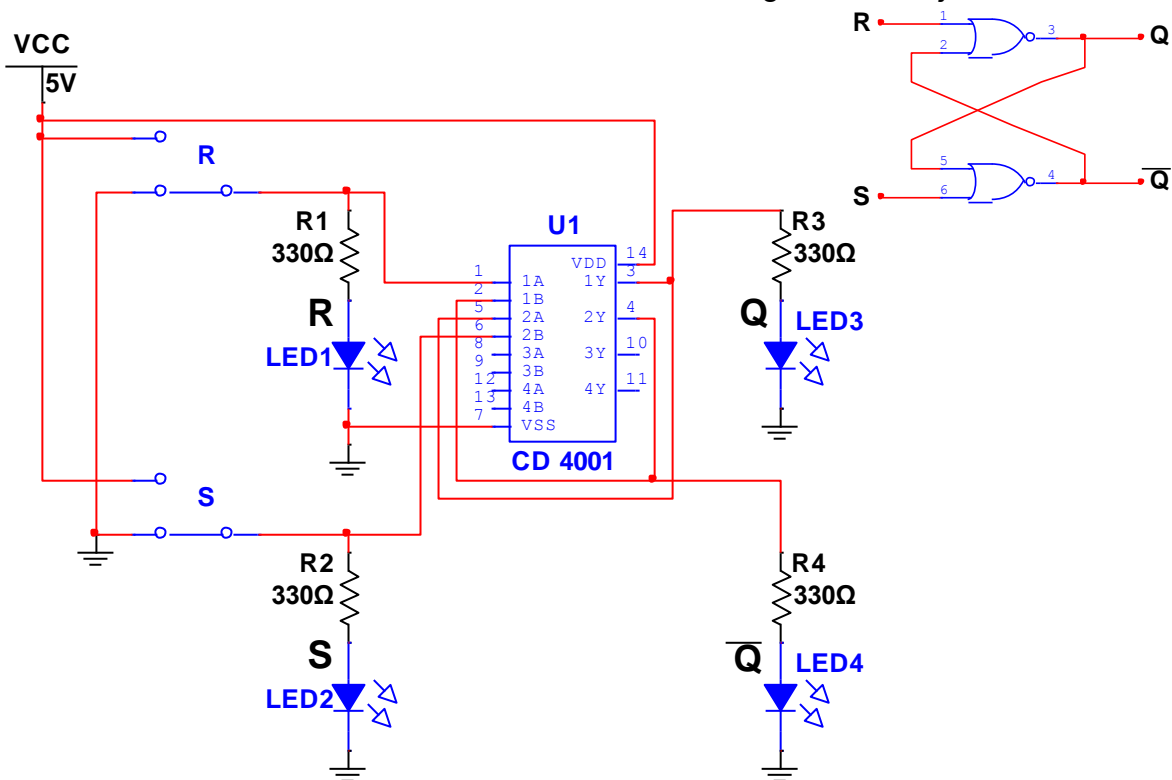 R
1
2
3
Q
5
6
4
S
Q
VCC
5V
R
R1
330Ω
R
LED1
U1
VDD
14
1
1A
1Y
3
2
1B
5
2A
2Y
4
6
2B
8
3A
3Y
10
9
3B
12
4A
4Y
11
13
4B
7
VSS
CD 4001
R3
330Ω
Q
LED3
S
R2
330Ω
S
LED2
R4
330Ω
Q
LED4